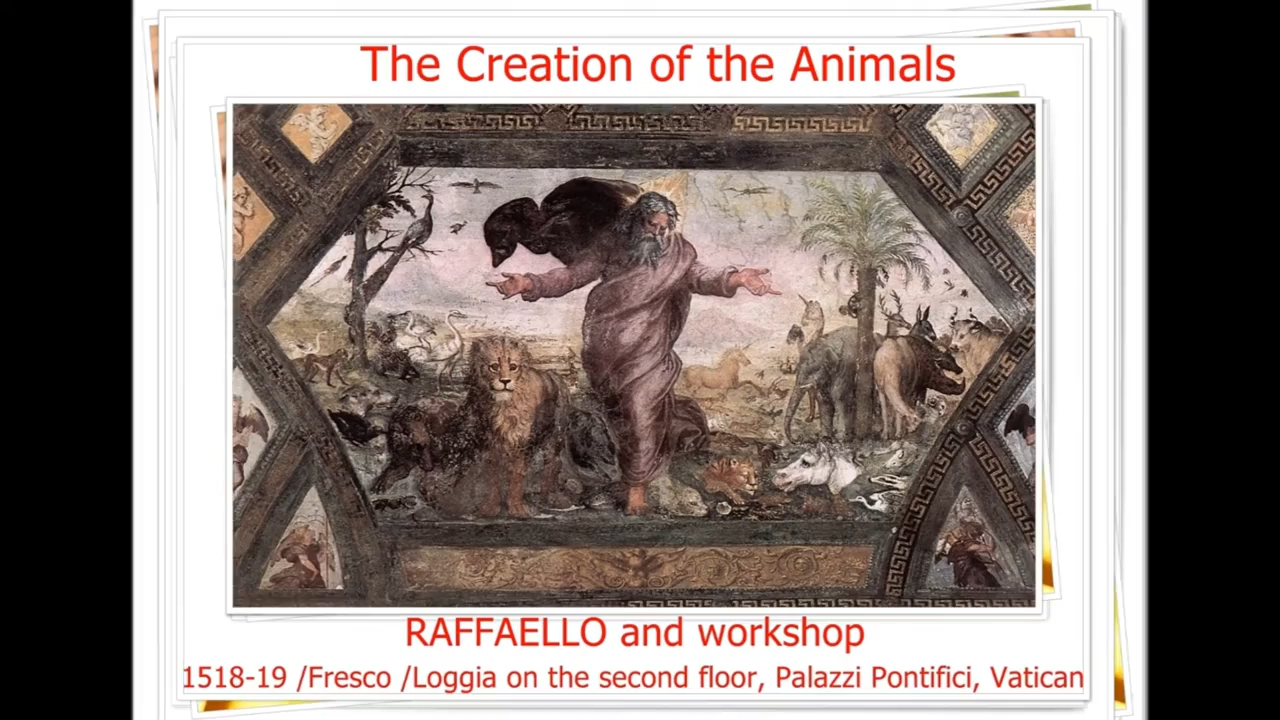 The Creation of the Animals
RAFFAELLO and workshop
1518-19 /Fresco /Loggia on the second floor, Palazzi Pontifici, Vatican